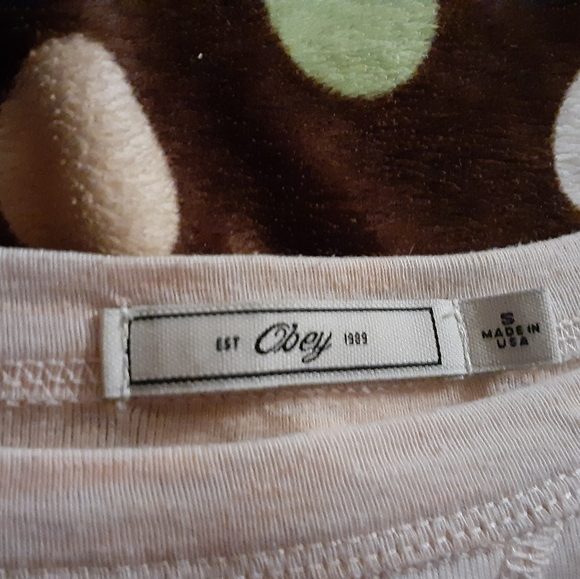 EST Obey 1989
S
MADE IN
USA